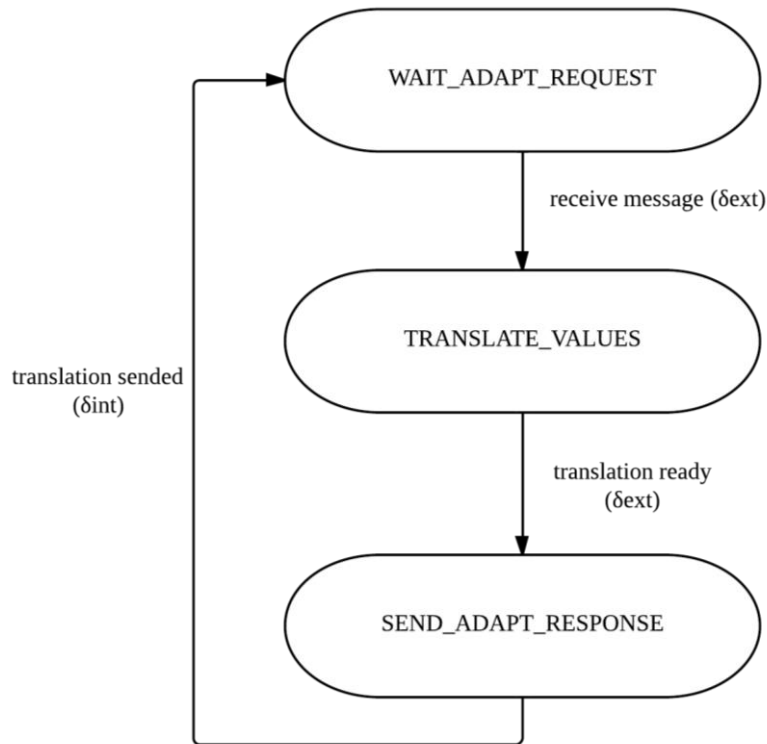 WAIT_ADAPT_REQUEST
receive message (δext)
TRANSLATE_VALUES
translation sended
(δint)
translation ready
(δext)
SEND_ADAPT_RESPONSE